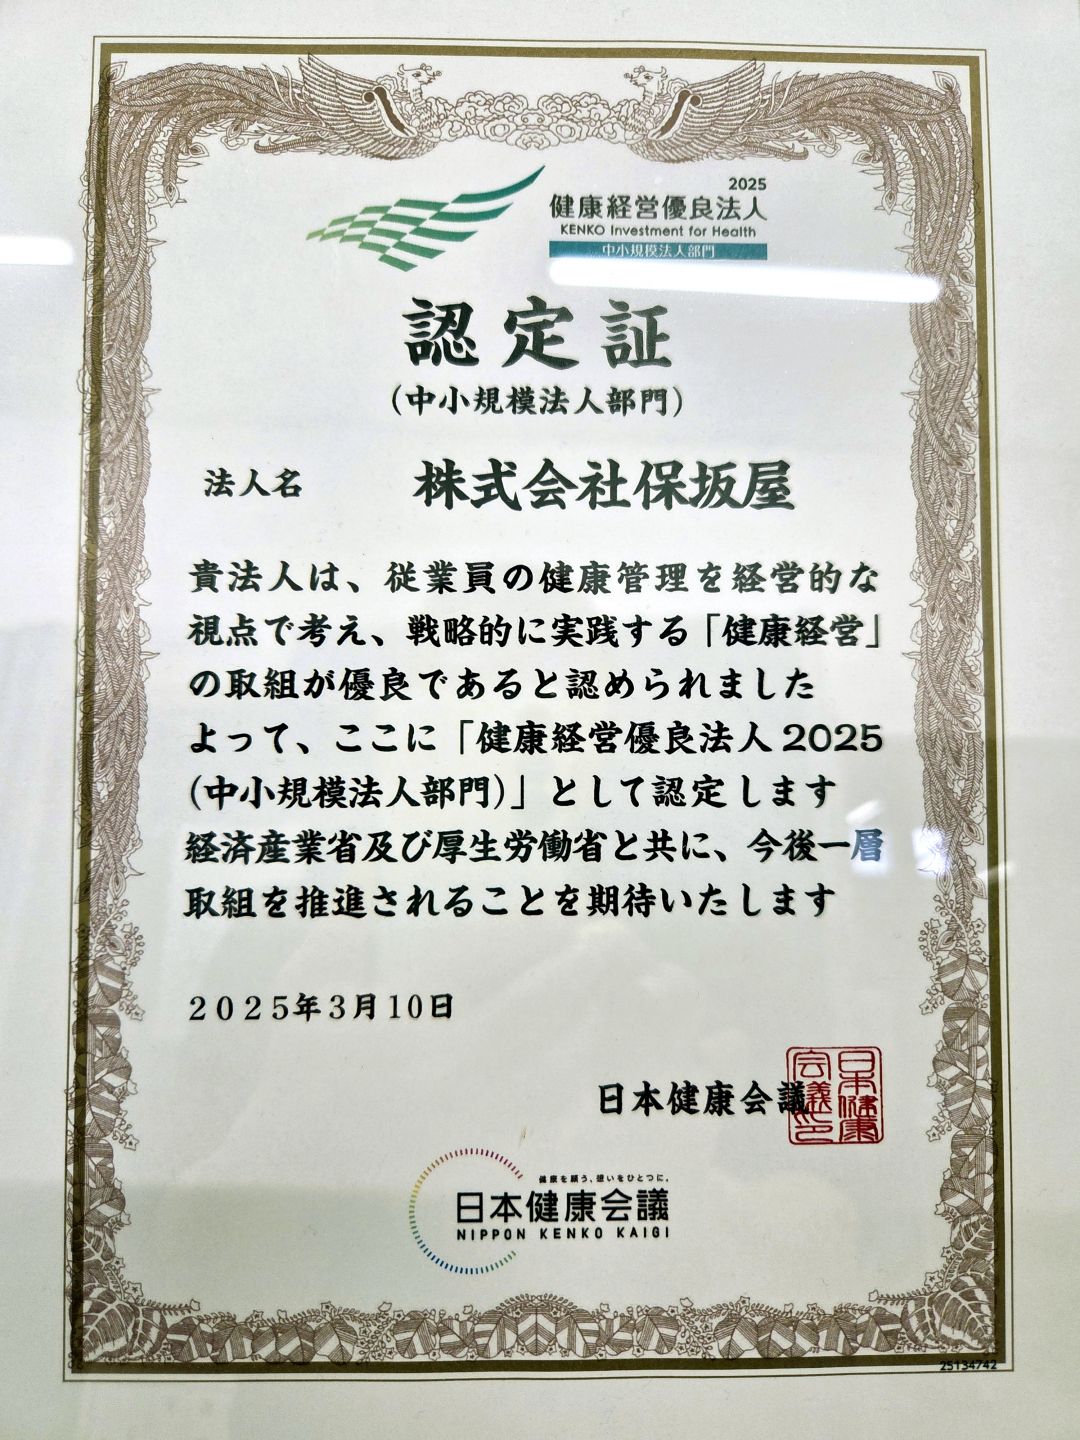 2025
健康経営優良法人
KENKO Investment for Health
中小規模法人部門
認定証
(中小規模法人部門)
法人名 株式会社保坂屋
貴法人は、従業員の健康管理を経営的な
視点で考え、戦略的に実践する「健康経営」
の取組が優良であると認められました
よって、ここに「健康経営優良法人2025
(中小規模法人部門)」として認定します
経済産業省及び厚生労働省と共に、今後一層
取組を推進されることを期待いたします
2025年3月10日
日本健康会議
日本健康
会議印
健康を願う、想いをひとつに。
日本健康会議
NIPPON KENKO KAIGI
25134742